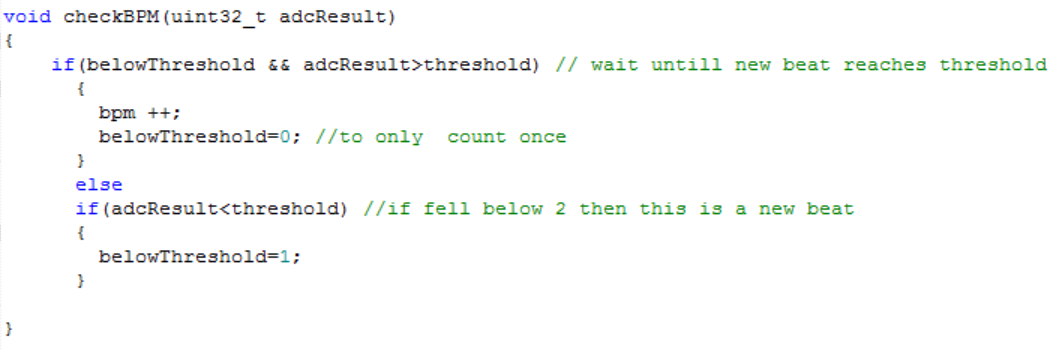 void checkBPM(uint32_t adcResult)
{
if(belowThreshold && adcResult>threshold) // wait untill new beat reaches threshold
{
bpm ++;
belowThreshold=0; //to only  count once
}
else
if(adcResult<threshold) //if fell below 2 then this is a new beat
{
belowThreshold=1;
}
}